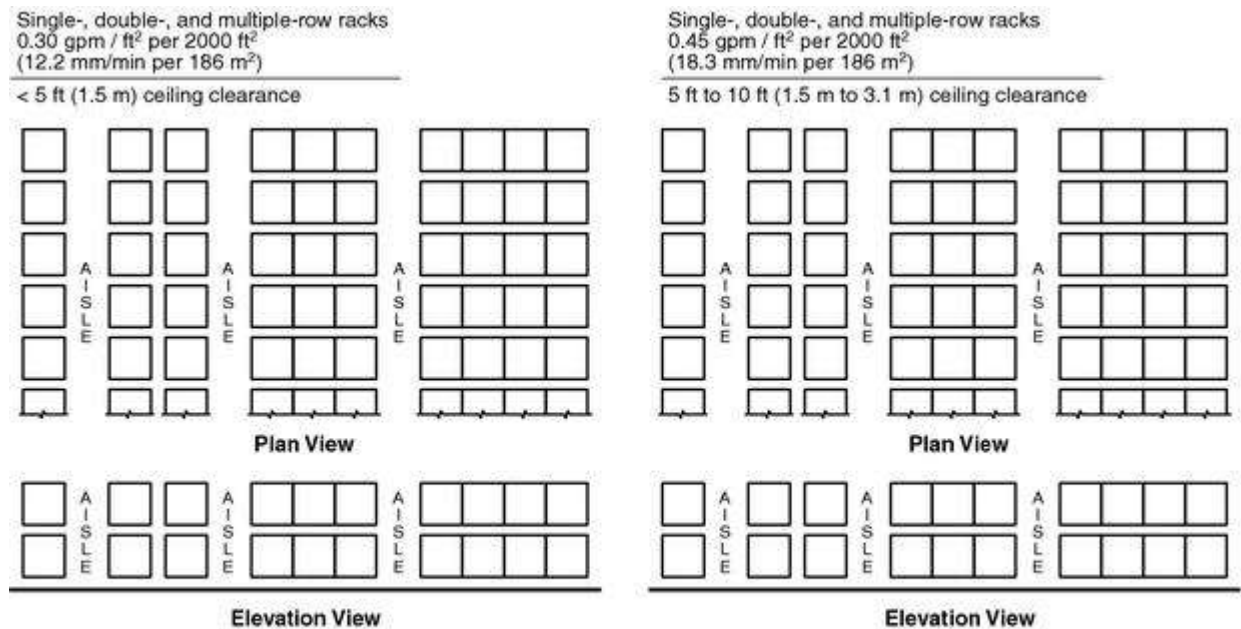 Single-, double-, and multiple-row racks
0.30 gpm / ft² per 2000 ft²
(12.2 mm/min per 186 m²)
< 5 ft (1.5 m) ceiling clearance
AISLE
AISLE
AISLE
Plan View
AISLE
AISLE
AISLE
Elevation View
Single-, double-, and multiple-row racks
0.45 gpm / ft² per 2000 ft²
(18.3 mm/min per 186 m²)
5 ft to 10 ft (1.5 m to 3.1 m) ceiling clearance
AISLE
AISLE
AISLE
Plan View
AISLE
AISLE
AISLE
Elevation View